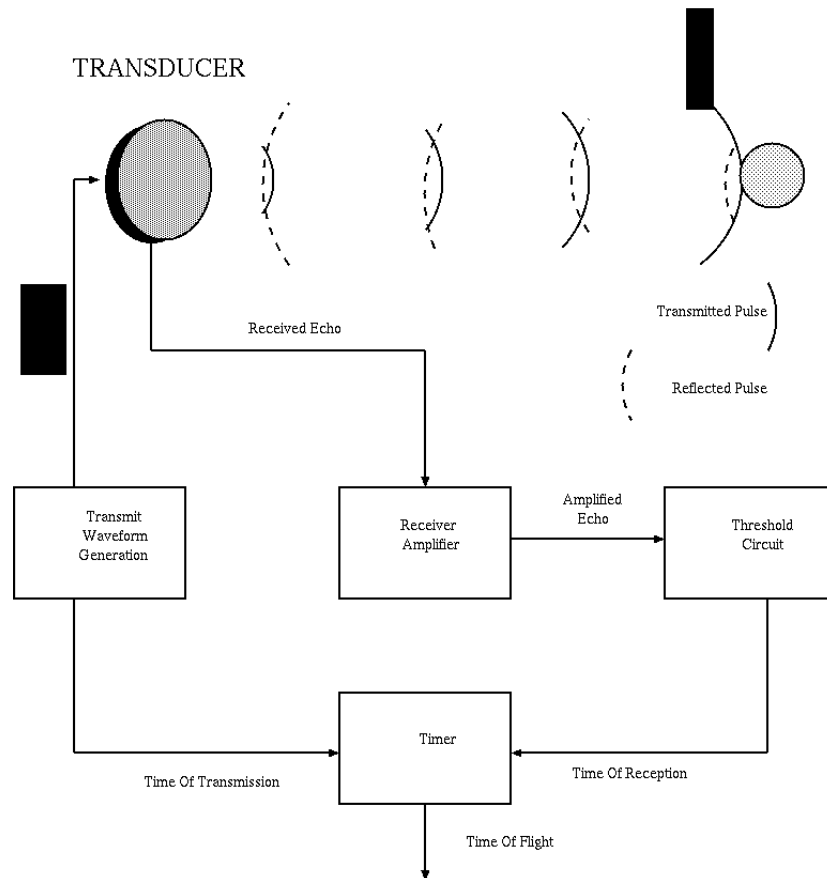 TRANSDUCER
Received Echo
Transmitted Pulse
Reflected Pulse
Transmit
Waveform
Generation
Receiver
Amplifier
Amplified
Echo
Threshold
Circuit
Timer
Time Of Transmission
Time Of Reception
Time Of Flight